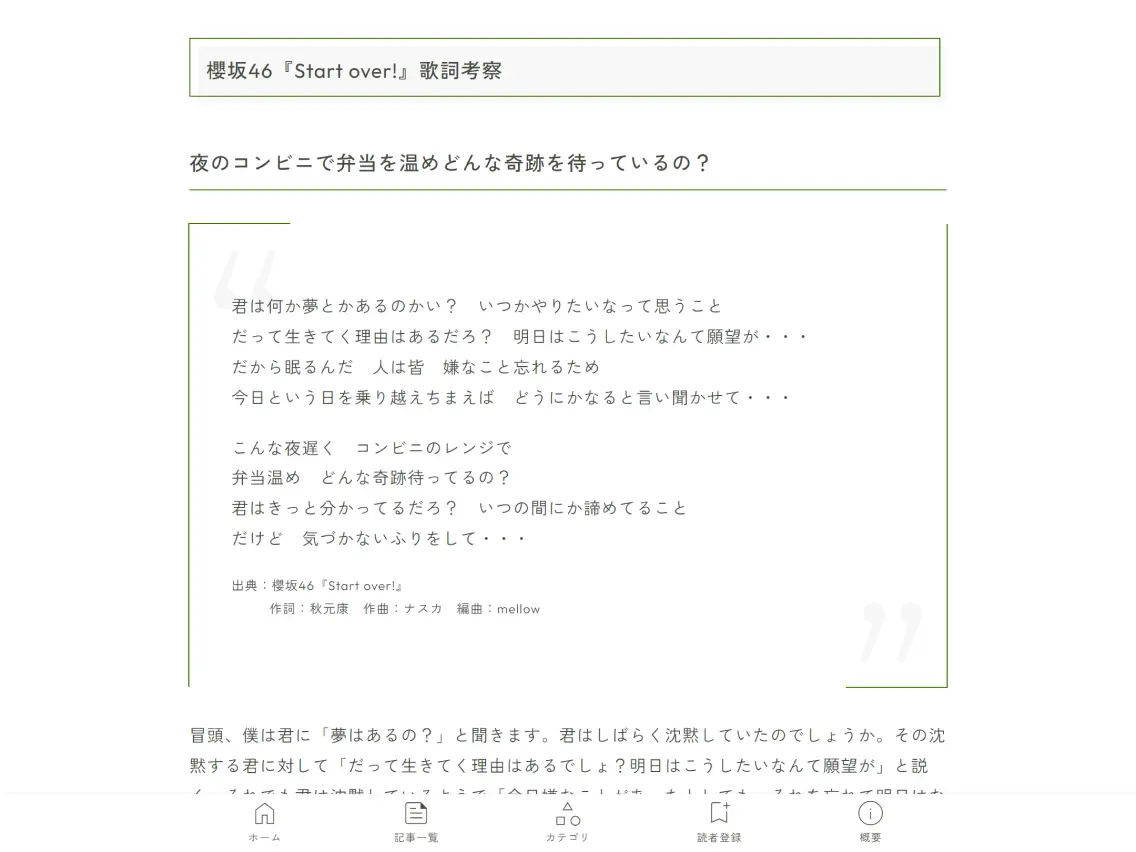 櫻坂46『Start over!』歌詞考察
夜のコンビニで弁当を温めどんな奇跡を待っているの？
君は何か夢とかあるのかい？　いつかやりたいなって思うこと
だって生きてく理由はあるだろ？　明日はこうしたいなんて願望が・・・
だから眠るんだ　人は皆　嫌なこと忘れるため
今日という日を乗り越えちまえば　どうにかなると言い聞かせて・・・
こんな夜遅く　コンビニのレンジで
弁当温め　どんな奇跡待ってるの？
君はきっと分かってるだろ？　いつの間にか諦めてること
だけど　気づかないふりをして・・・
出典：櫻坂46『Start over!』
作詞：秋元康　作曲：ナスカ　編曲：mellow
冒頭、僕は君に「夢はあるの？」と聞きます。君はしばらく沈黙していたのでしょうか。その沈
黙する君に対して「だって生きてく理由はあるでしょ？明日はこうしたいなんて願望が」と説
ホーム
記事一覧
カテゴリ
読者登録
概要